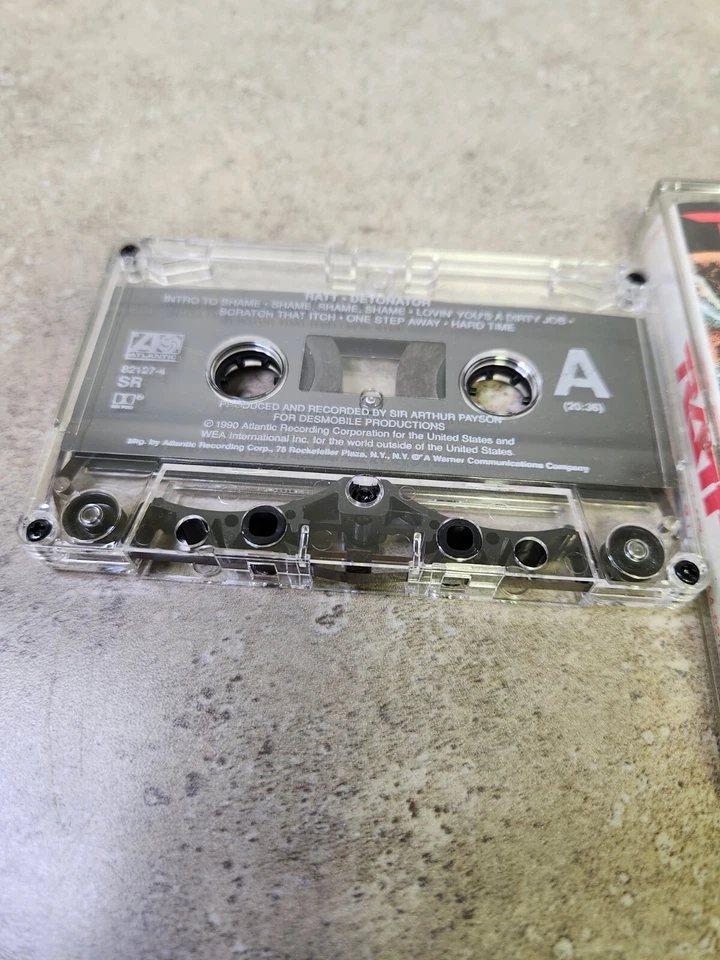 RATT • DETONATOR
INTRO TO SHAME • SHAME, SHAME, SHAME • LOVIN' YOU'S A DIRTY JOB •
SCRATCH THAT ITCH • ONE STEP AWAY • HARD TIME
ATLANTIC
82127-4
SR
A
(20:36)
PRODUCED AND RECORDED BY SIR ARTHUR PAYSON
FOR DESMOBILE PRODUCTIONS
℗ 1990 Atlantic Recording Corporation for the United States and
WEA International Inc. for the world outside of the United States.
Mfg. by Atlantic Recording Corp., 75 Rockefeller Plaza, N.Y., N.Y. ©® A Warner Communications Company
RATT